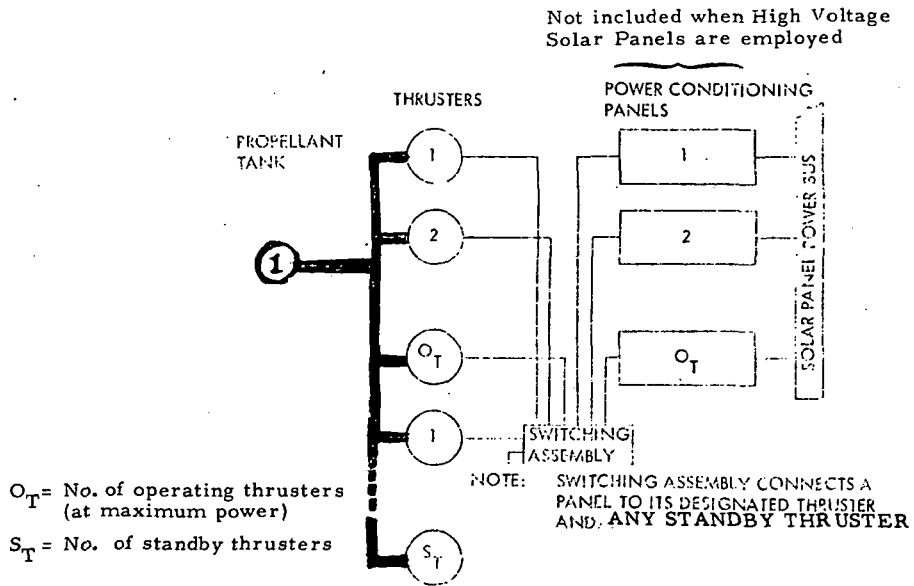 Not included when High Voltage
Solar Panels are employed
THRUSTERS
POWER CONDITIONING
PANELS
PROPELLANT
TANK
1
1
2
O_T
1
S_T
1
2
O_T
SOLAR PANEL POWER BUS
SWITCHING
ASSEMBLY
NOTE: SWITCHING ASSEMBLY CONNECTS A
PANEL TO ITS DESIGNATED THRUSTER
AND, ANY STANDBY THRUSTER
O_T = No. of operating thrusters
(at maximum power)
S_T = No. of standby thrusters